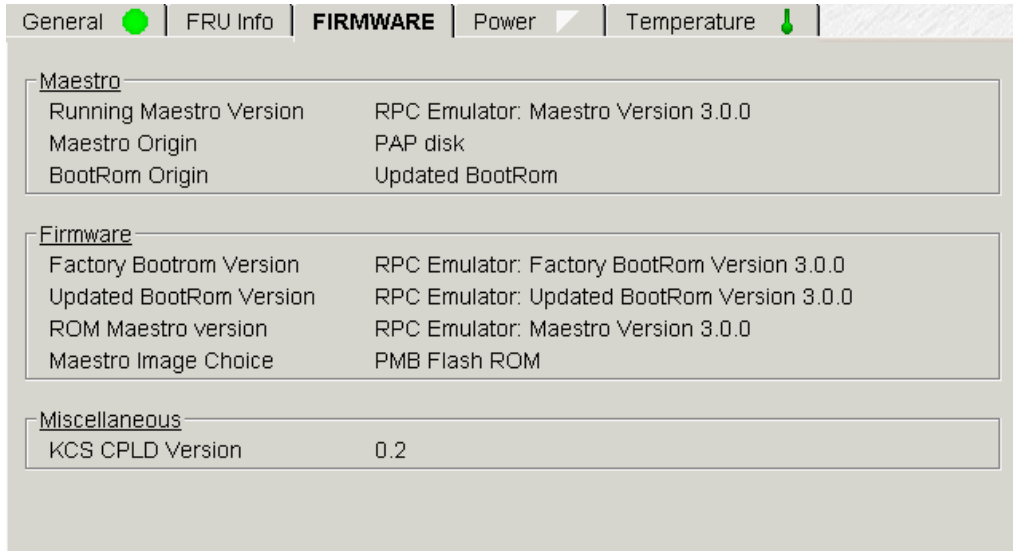 General FRU Info FIRMWARE Power Temperature
Maestro
Running Maestro Version RPC Emulator: Maestro Version 3.0.0
Maestro Origin PAP disk
BootRom Origin Updated BootRom
Firmware
Factory Bootrom Version RPC Emulator: Factory BootRom Version 3.0.0
Updated BootRom Version RPC Emulator: Updated BootRom Version 3.0.0
ROM Maestro version RPC Emulator: Maestro Version 3.0.0
Maestro Image Choice PMB Flash ROM
Miscellaneous
KCS CPLD Version 0.2